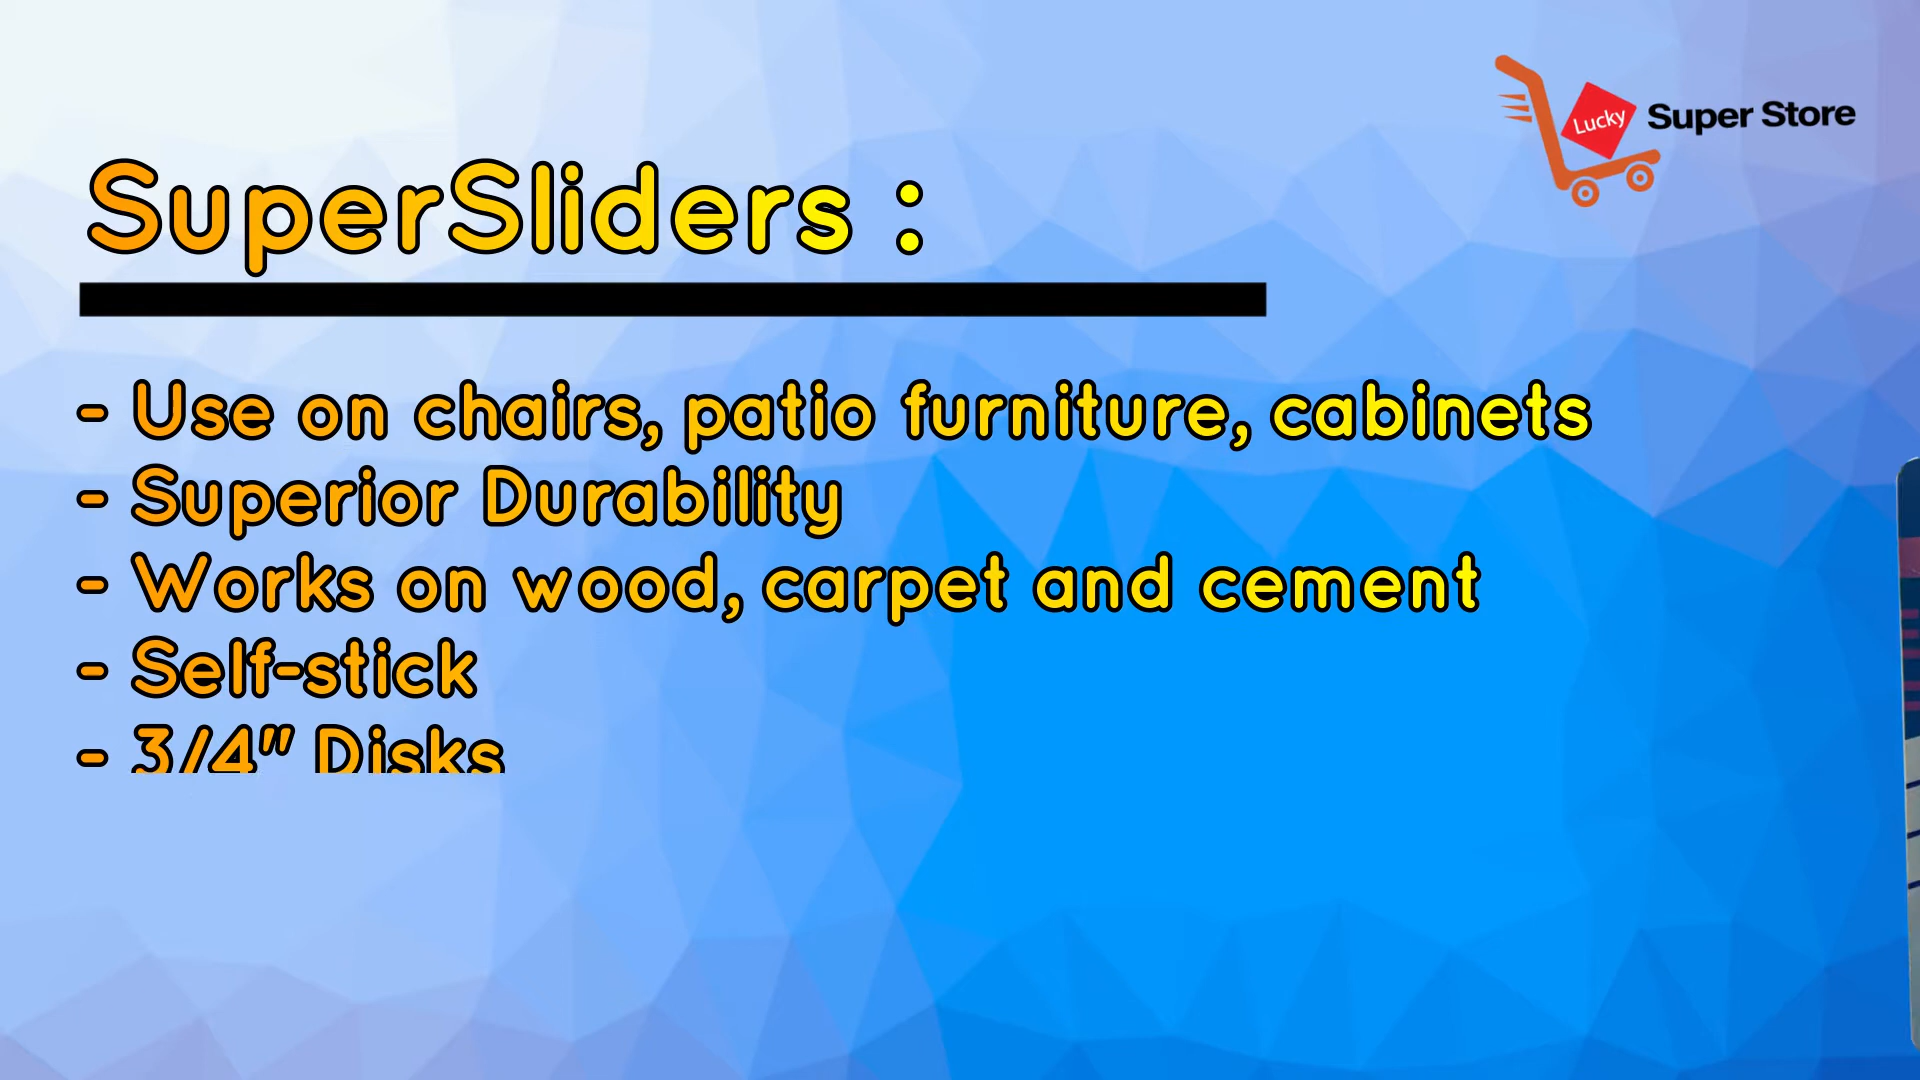 Lucky Super Store
SuperSliders :
- Use on chairs, patio furniture, cabinets
- Superior Durability
- Works on wood, carpet and cement
- Self-stick
- 3/4" Disks